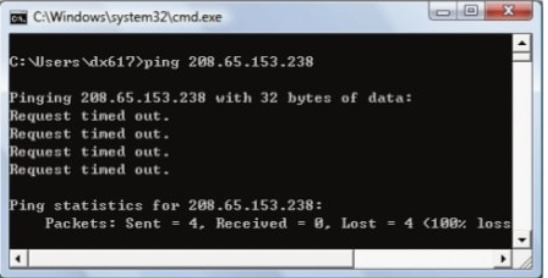 C:\Windows\system32\cmd.exe
C:\Users\dx617>ping 208.65.153.238
Pinging 208.65.153.238 with 32 bytes of data:
Request timed out.
Request timed out.
Request timed out.
Request timed out.
Ping statistics for 208.65.153.238:
Packets: Sent = 4, Received = 0, Lost = 4 (100% loss